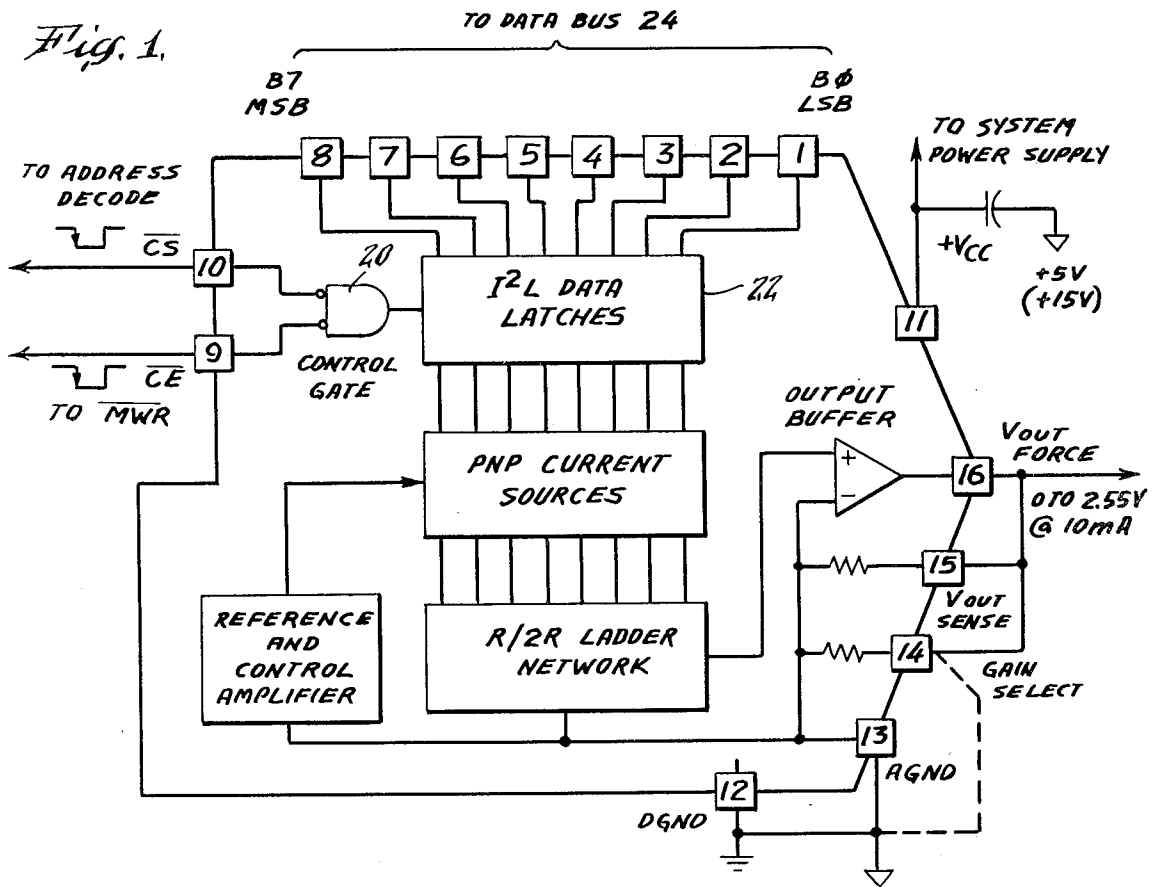 Fig. 1.
TO DATA BUS 24
B7
MSB
BØ
LSB
8 7 6 5 4 3 2 1
TO SYSTEM
POWER SUPPLY
TO ADDRESS
DECODE
CS
10
20
+VCC
+5V
(+15V)
I²L DATA
LATCHES
22
11
9
CE
TO MWR
CONTROL
GATE
OUTPUT
BUFFER
VOUT
FORCE
PNP CURRENT
SOURCES
+
−
16
0 TO 2.55V
@ 10mA
15
VOUT
SENSE
REFERENCE
AND
CONTROL
AMPLIFIER
R/2R LADDER
NETWORK
14
GAIN
SELECT
13
AGND
12
DGND